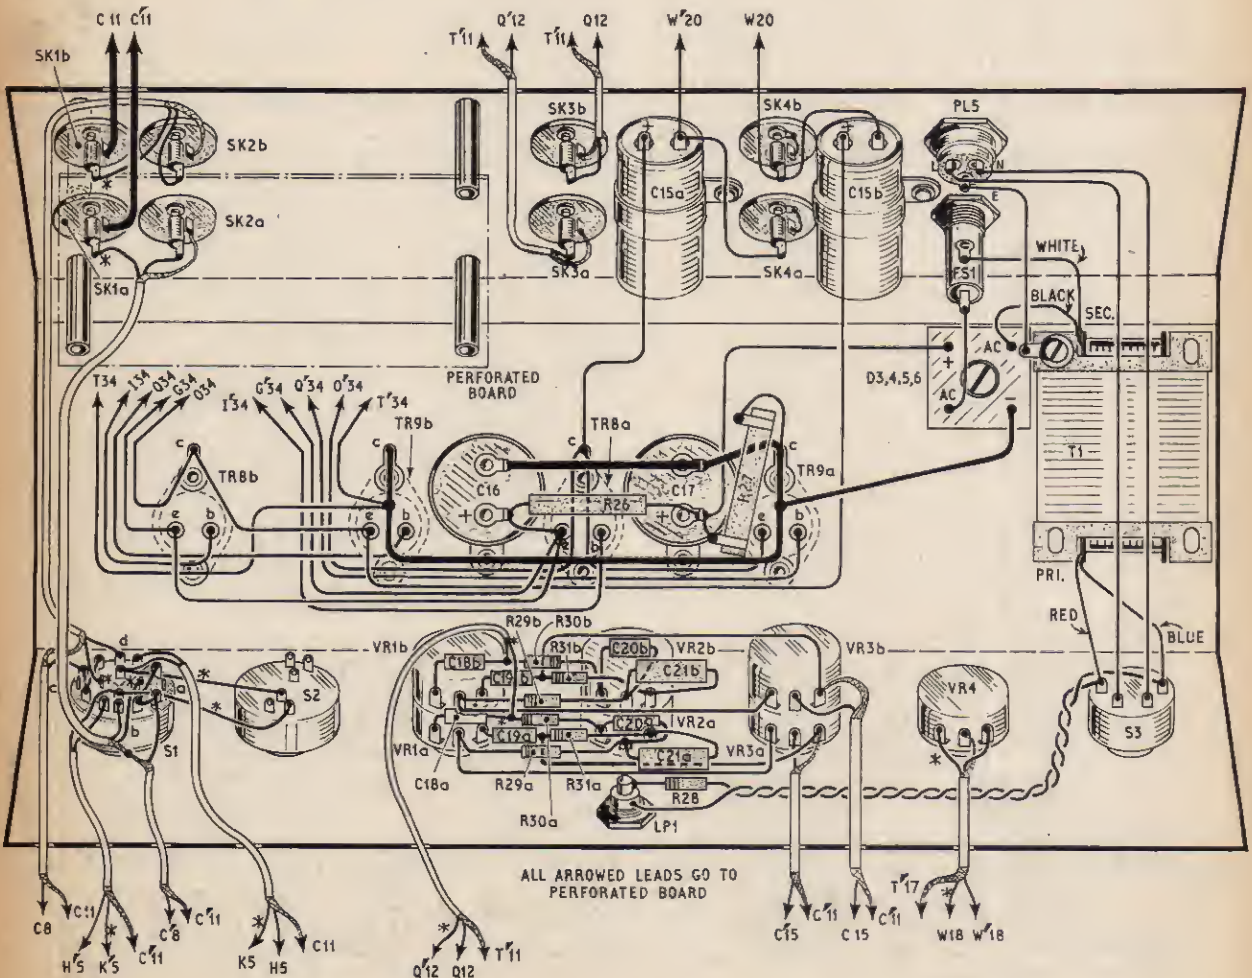 C11 C'11
SK1b
T'11
Q'12
T'11
Q12
W'20
W20
SK2b
SK3b
SK4b
PL5
C15a
C15b
L
N
E
SK2a
SK1a
SK3a
SK4a
FS1
WHITE
BLACK
SEC.
AC
AC
D3,4,5,6
T1
PERFORATED
BOARD
T34
I34
Q34
G34
O34
I'34
G'34
Q'34
O'34
T'34
TR9b
TR8a
TR8b
TR9a
c
c
c
c
e
b
e
b
e
b
e
b
C16
C17
R26
R27
PRI.
RED
BLUE
VR1b
R29b
R30b
R31b
C20b
VR2b
C21b
VR3b
C18b
C19b
S2
S1
a
b
c
d
VR1a
C18a
C19a
R29a
R30a
R31a
C20a
VR2a
C21a
VR3a
R28
LP1
VR4
S3
ALL ARROWED LEADS GO TO
PERFORATED BOARD
C8
C11
H'5
K'5
C'11
C'8
C'11
K5
H5
C11
Q'12
Q12
T'11
C'15
C'11
C15
C'11
T'17
W18
W'18